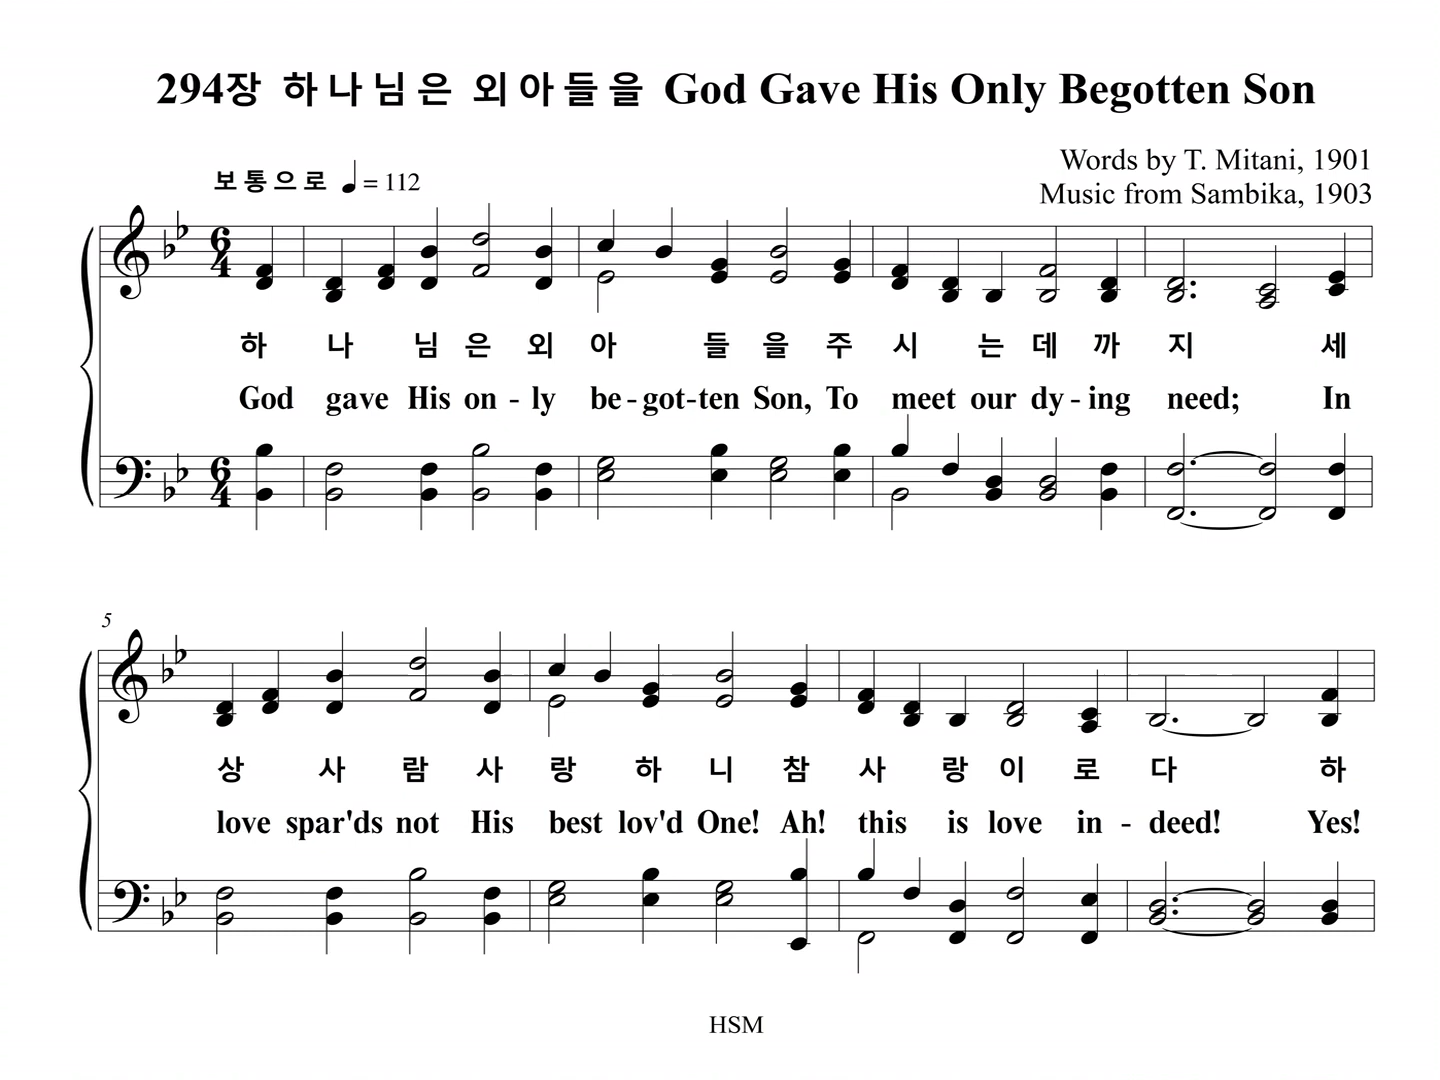 294장 하나님은 외아들을 God Gave His Only Begotten Son
Words by T. Mitani, 1901
보통으로 ♩ = 112
Music from Sambika, 1903
6 4
하 나 님 은 외 아 들 을 주 시 는 데 까 지 세
God gave His on - ly be - got - ten Son, To meet our dy - ing need; In
6 4
5
상 사 람 사 랑 하 니 참 사 랑 이 로 다 하
love spar'ds not His best lov'd One! Ah! this is love in - deed! Yes!
HSM